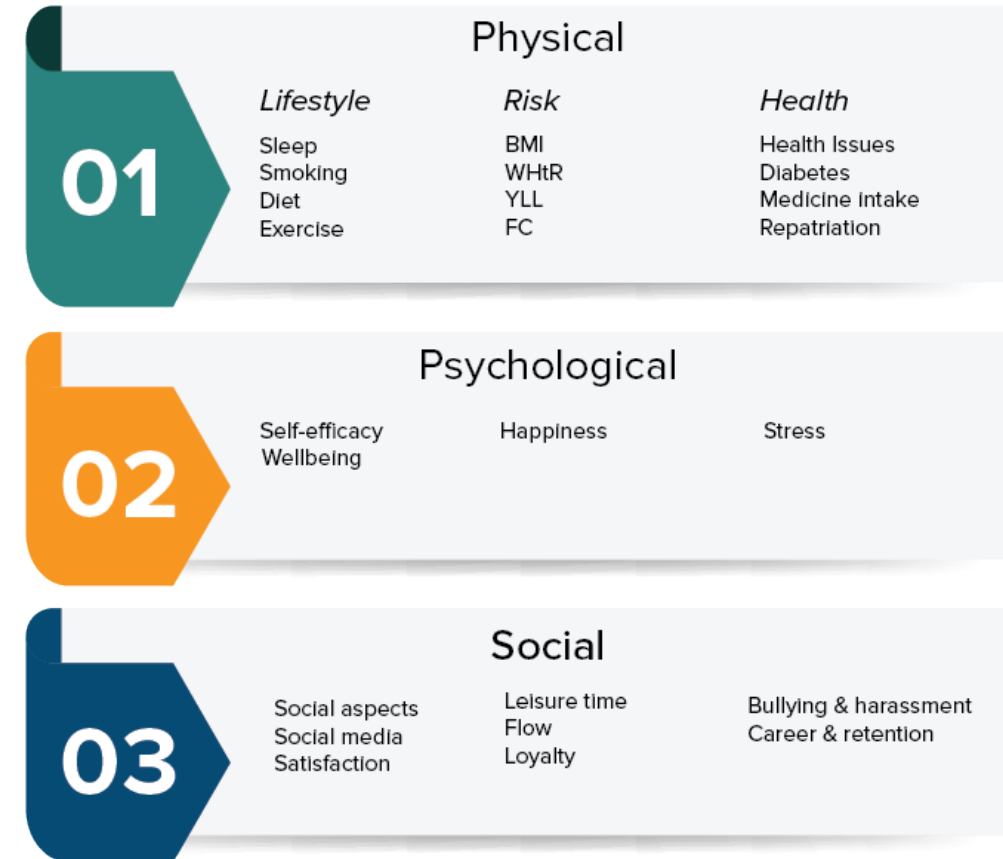 01
Physical
Lifestyle
Sleep
Smoking
Diet
Exercise
Risk
BMI
WHtR
YLL
FC
Health
Health Issues
Diabetes
Medicine intake
Repatriation
02
Psychological
Self-efficacy
Wellbeing
Happiness
Stress
03
Social
Social aspects
Social media
Satisfaction
Leisure time
Flow
Loyalty
Bullying & harassment
Career & retention